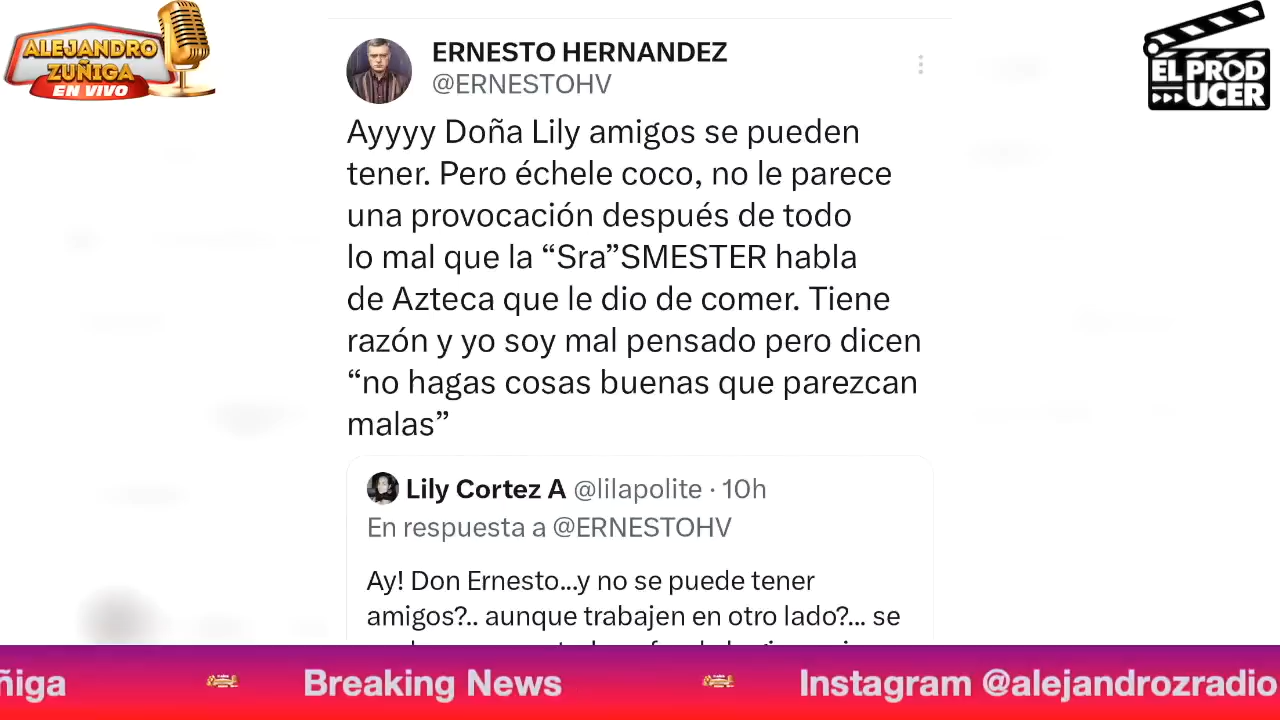 ALEJANDRO
ZUÑIGA
EN VIVO
EL PROD
UCER
ERNESTO HERNANDEZ
@ERNESTOHV
Ayyyy Doña Lily amigos se pueden
tener. Pero échele coco, no le parece
una provocación después de todo
lo mal que la “Sra”SMESTER habla
de Azteca que le dio de comer. Tiene
razón y yo soy mal pensado pero dicen
“no hagas cosas buenas que parezcan
malas”
Lily Cortez A @lilapolite · 10h
En respuesta a @ERNESTOHV
Ay! Don Ernesto...y no se puede tener
amigos?.. aunque trabajen en otro lado?... se
ñiga Breaking News Instagram @alejandrozradio